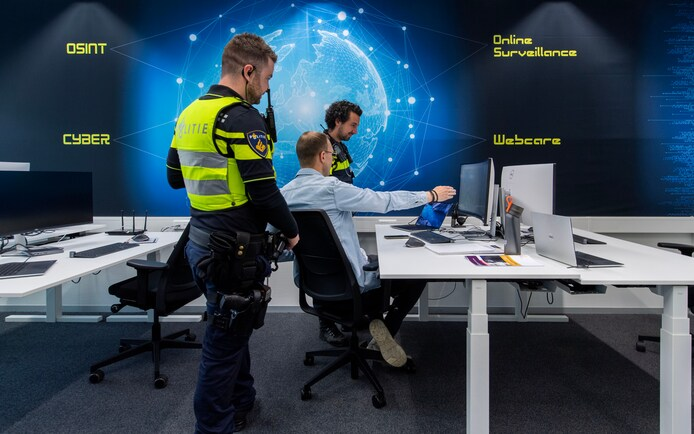 OSINT
Online
Surveillance
CYBER
Webcare
POLITIE